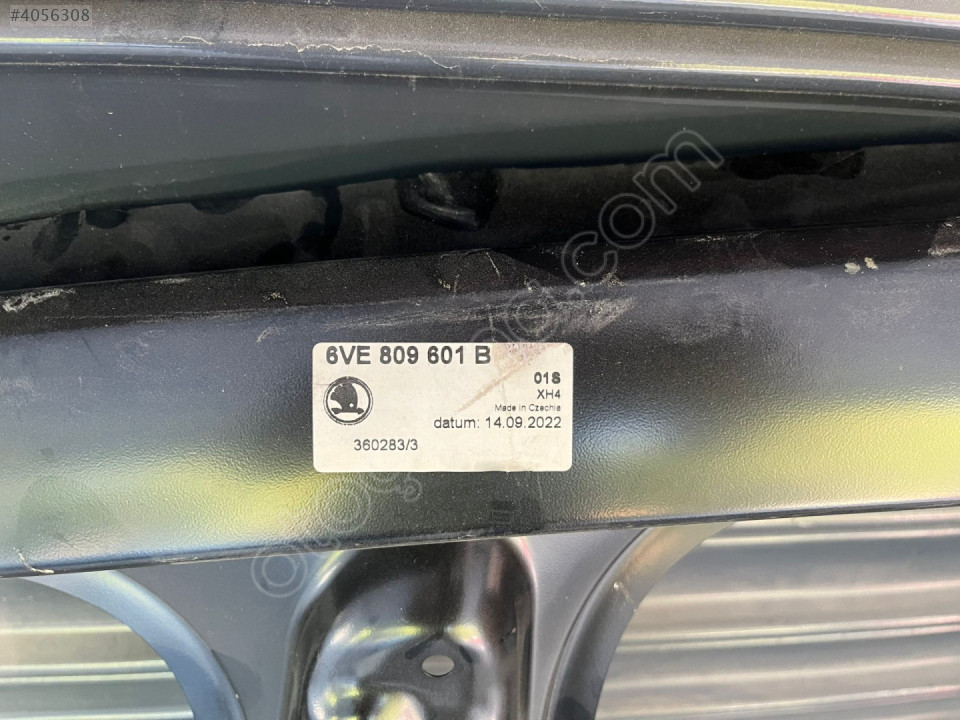 #4056308
6VE 809 601 B
01S
XH4
Made in Czechia
datum: 14.09.2022
360283/3